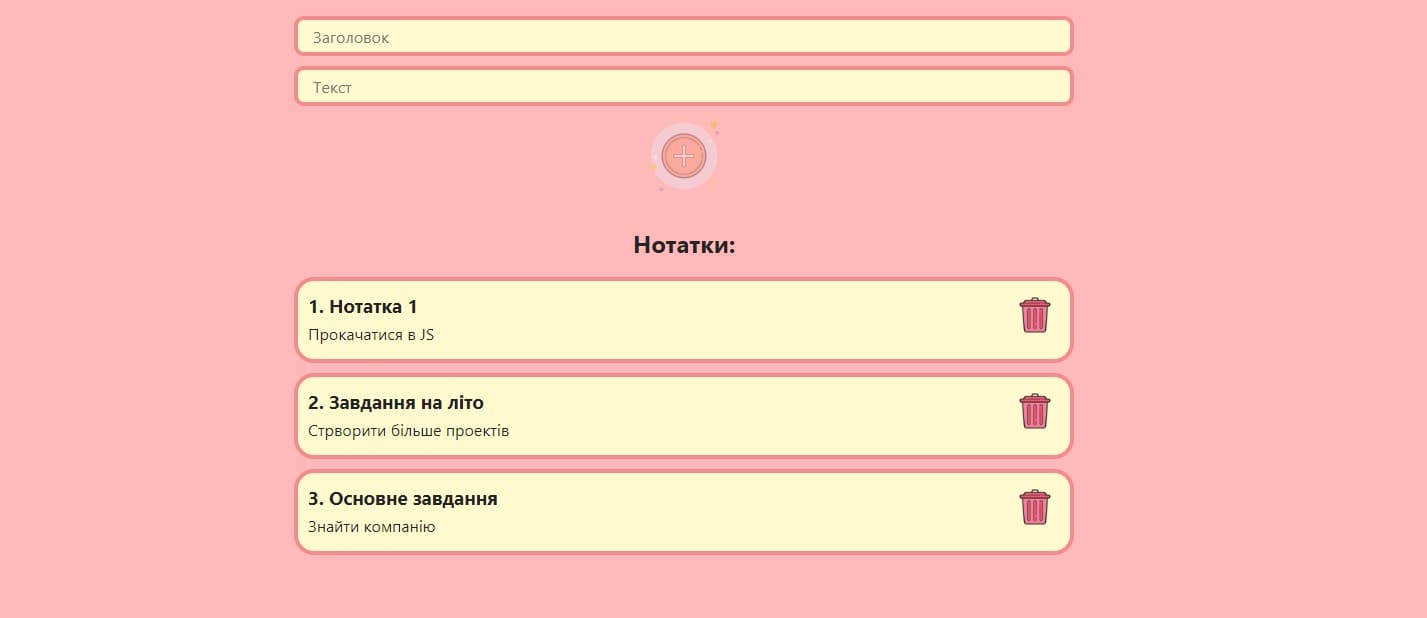 Заголовок
Текст
Нотатки:
1. Нотатка 1
Прокачатися в JS
2. Завдання на літо
Стрворити більше проектів
3. Основне завдання
Знайти компанію